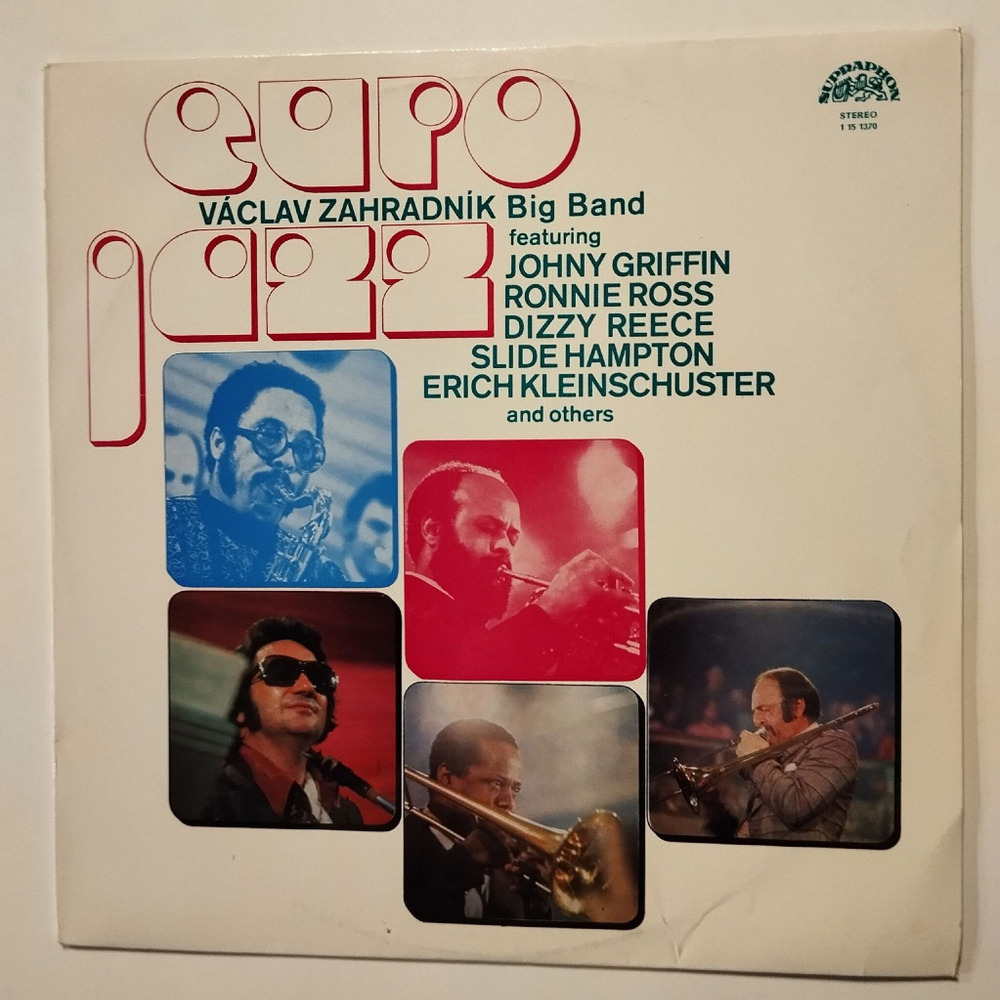 euro
SUPRAPHON
STEREO
1 15 1370
VÁCLAV ZAHRADNÍK Big Band
jazz
featuring
JOHNY GRIFFIN
RONNIE ROSS
DIZZY REECE
SLIDE HAMPTON
ERICH KLEINSCHUSTER
and others